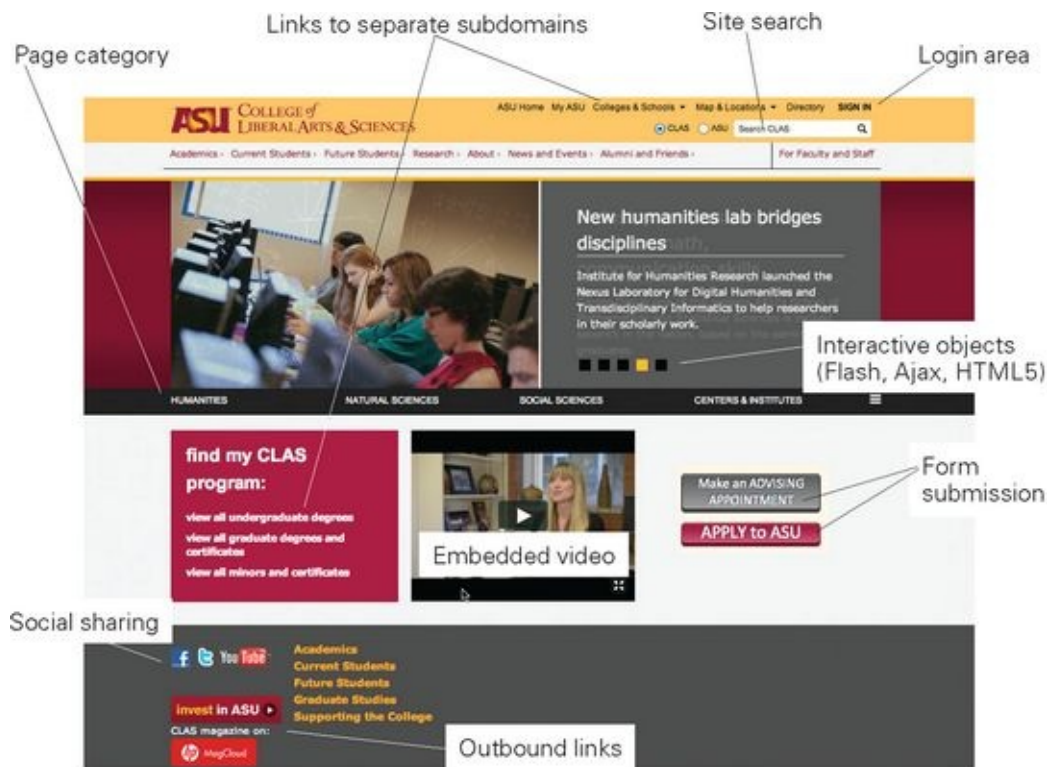 Links to separate subdomains
Site search
Page category
Login area
ASU COLLEGE of
LIBERAL ARTS & SCIENCES
ASU Home My ASU Colleges & Schools Map & Locations Directory SIGN IN
CLAS ASU Search CLAS
Academics Current Students Future Students Research About News and Events Alumni and Friends For Faculty and Staff
New humanities lab bridges
disciplines
Institute for Humanities Research launched the
Nexus Laboratory for Digital Humanities and
Transdisciplinary Informatics to help researchers
in their scholarly work.
Interactive objects
(Flash, Ajax, HTML5)
HUMANITIES NATURAL SCIENCES SOCIAL SCIENCES CENTERS & INSTITUTES
find my CLAS
program:
view all undergraduate degrees
view all graduate degrees and
certificates
view all minors and certificates
Embedded video
Make an ADVISING
APPOINTMENT
APPLY to ASU
Form
submission
Social sharing
f t You Tube
Academics
Current Students
Future Students
Graduate Studies
Supporting the College
invest in ASU
CLAS magazine on:
hp MagCloud
Outbound links